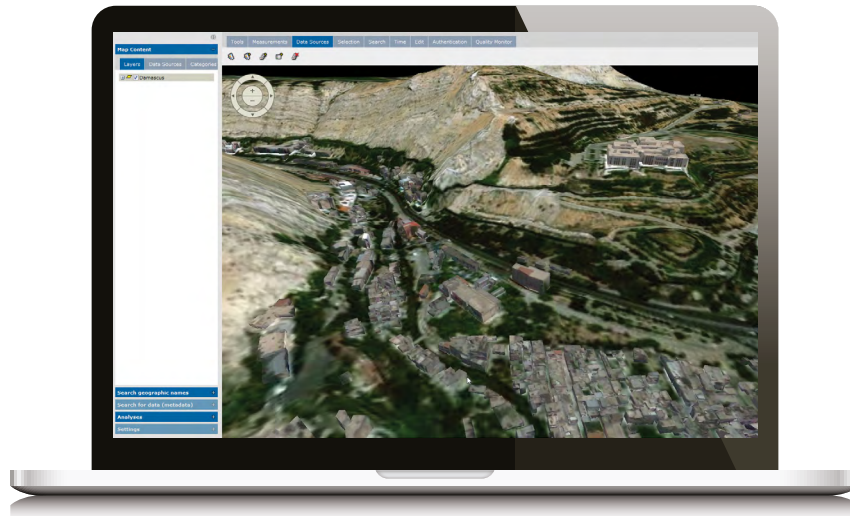 Tools Measurements Data Sources Selection Search Time Edit Authentication Quality Monitor
Map Content
Layers Data Sources Categories
Damascus
Search geographic names
Search for data (metadata)
Analyses
Settings